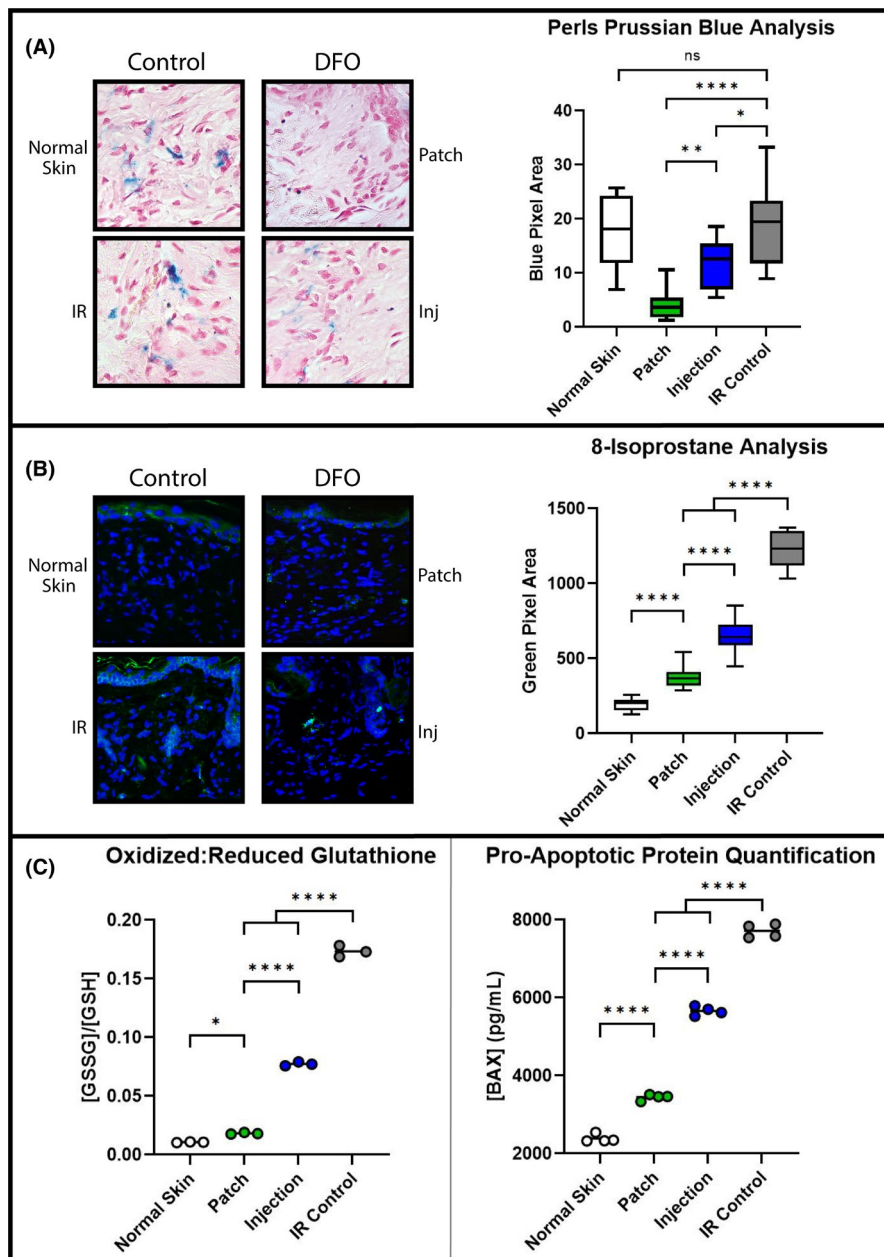 (A)
Control DFO
Normal
Skin
Patch
IR
Inj
Perls Prussian Blue Analysis
ns
****
*
**
Blue Pixel Area
40
30
20
10
0
Normal Skin
Patch
Injection
IR Control
(B)
Control DFO
Normal
Skin
Patch
IR
Inj
8-Isoprostane Analysis
****
****
****
Green Pixel Area
1500
1000
500
0
Normal Skin
Patch
Injection
IR Control
(C)
Oxidized:Reduced Glutathione
****
****
*
[GSSG]/[GSH]
0.20
0.15
0.10
0.05
0.00
Normal Skin
Patch
Injection
IR Control
Pro-Apoptotic Protein Quantification
****
****
****
[BAX] (pg/mL)
8000
6000
4000
2000
Normal Skin
Patch
Injection
IR Control